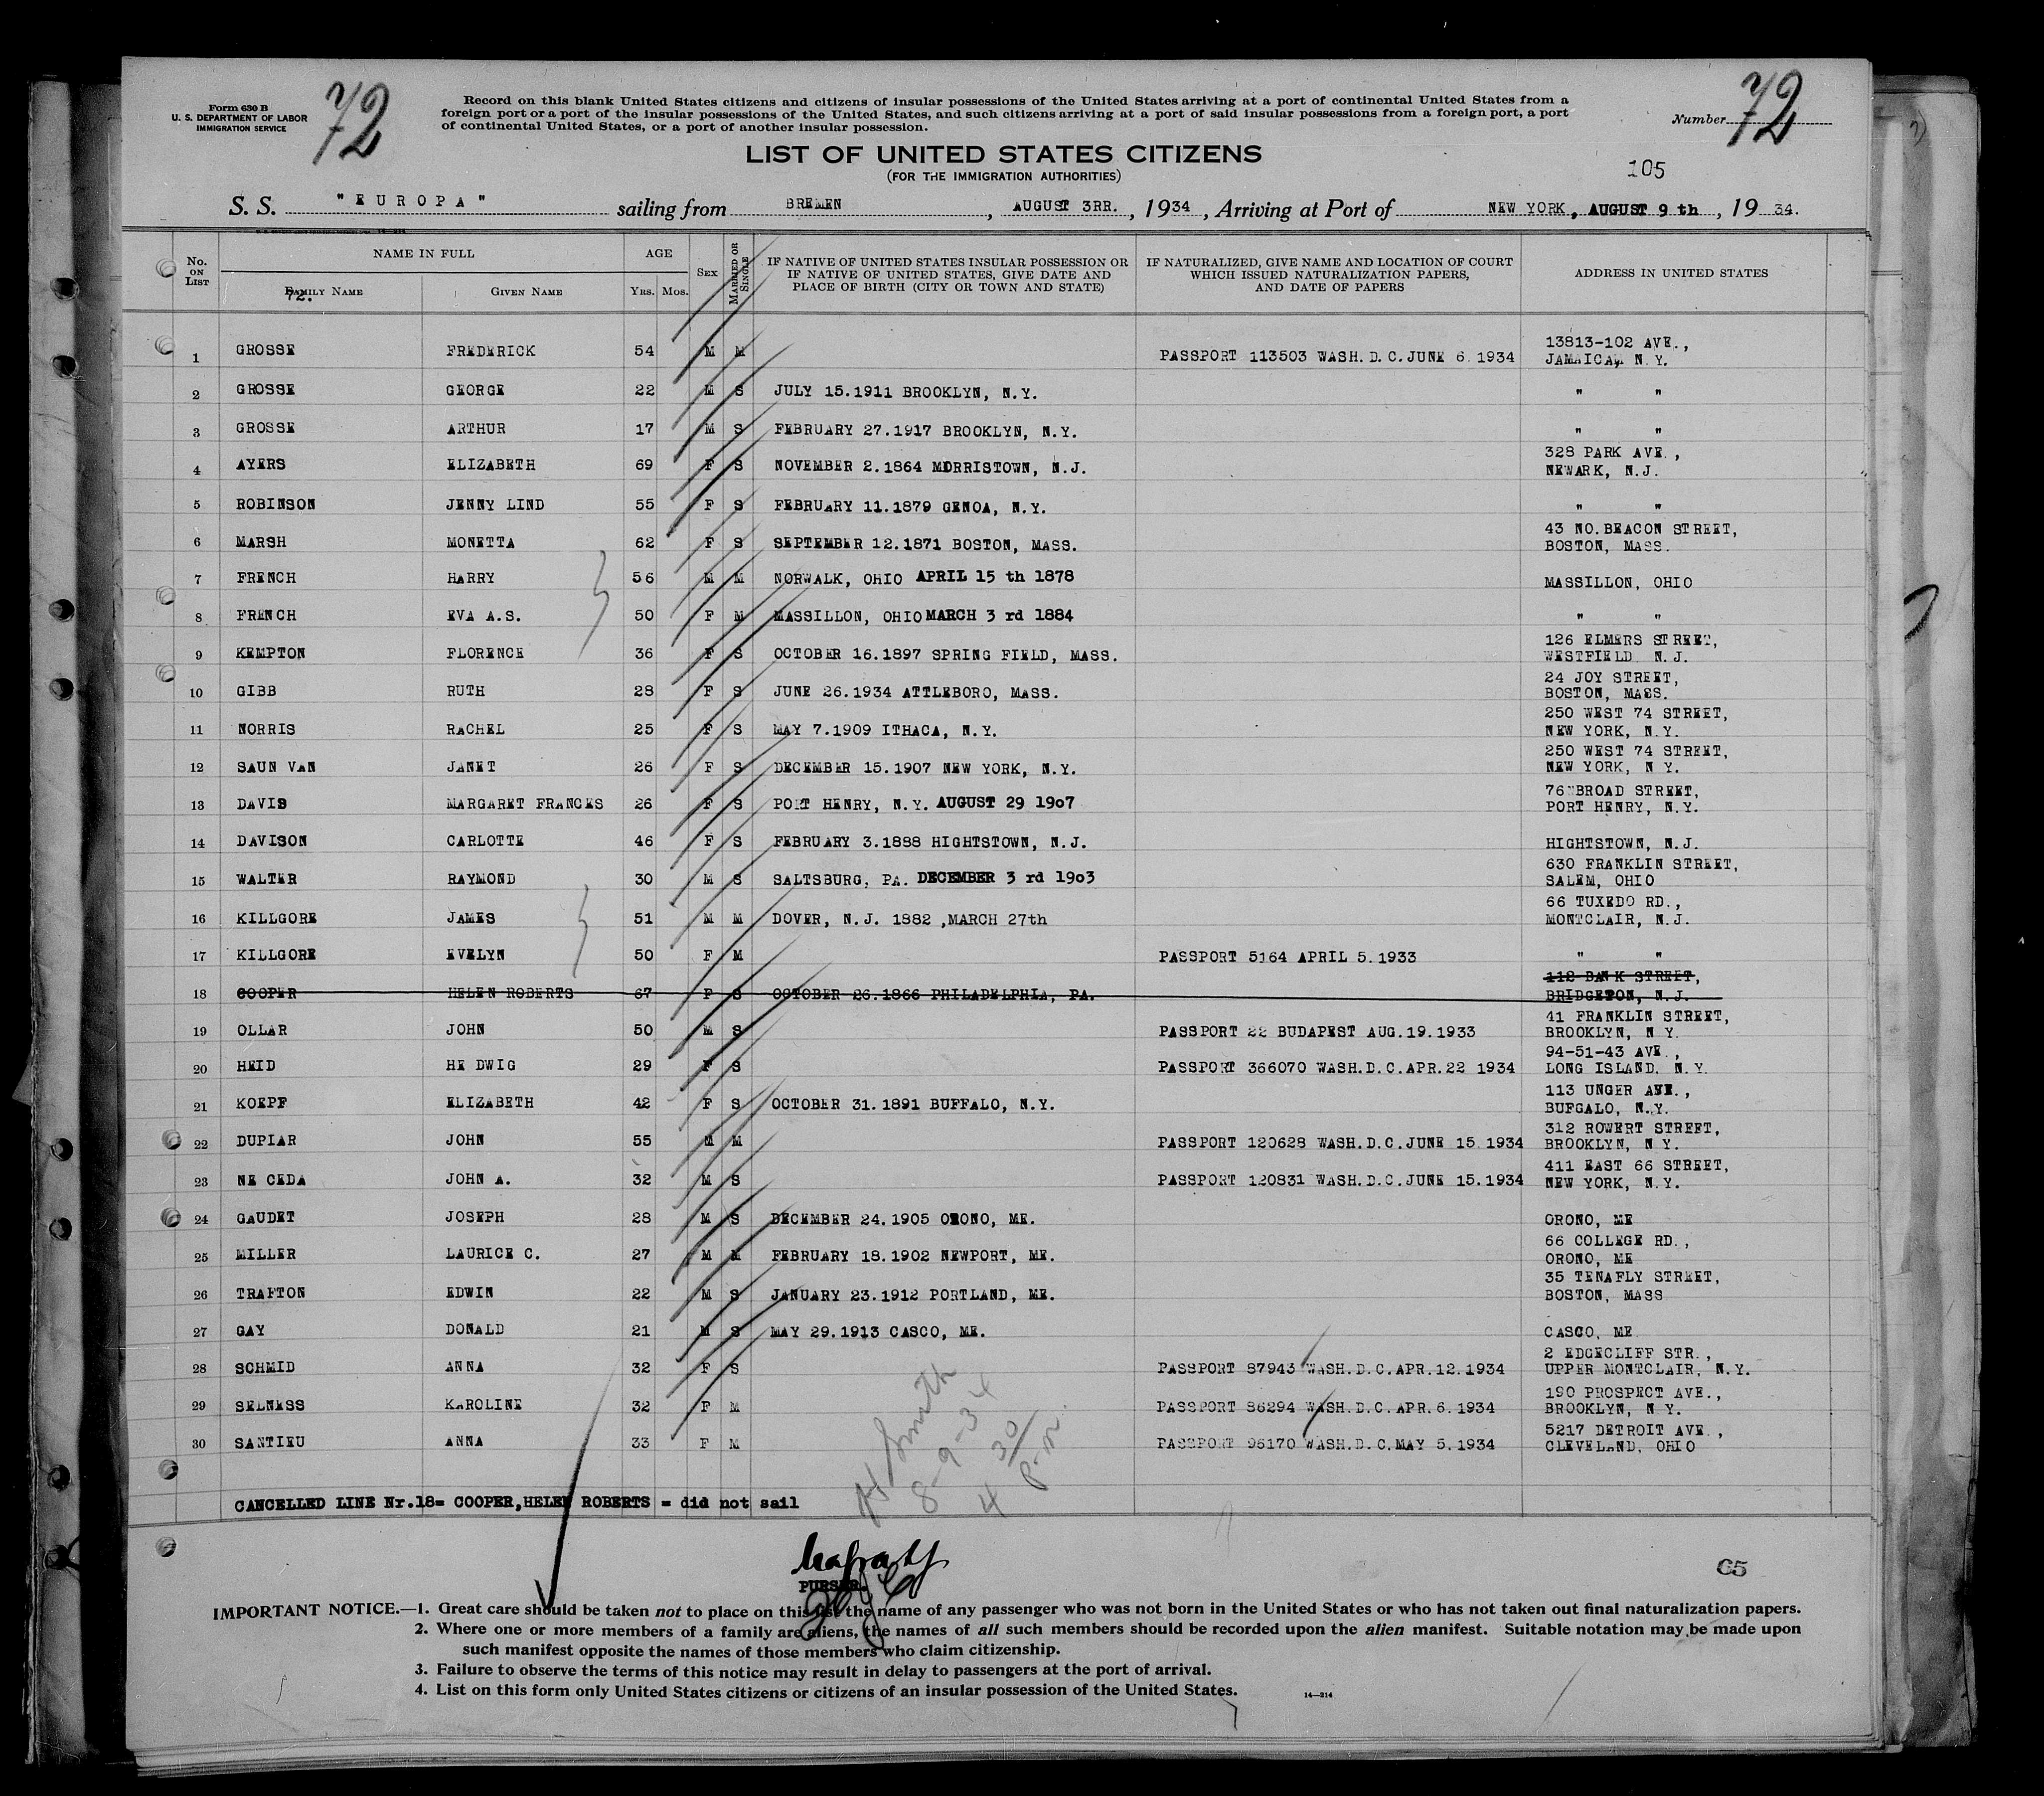 Form 630 B
U. S. DEPARTMENT OF LABOR
IMMIGRATION SERVICE
72
Record on this blank United States citizens and citizens of insular possessions of the United States arriving at a port of continental United States from a
foreign port or a port of the insular possessions of the United States, and such citizens arriving at a port of said insular possessions from a foreign port, a port
of continental United States, or a port of another insular possession.
Number 72
LIST OF UNITED STATES CITIZENS
(FOR THE IMMIGRATION AUTHORITIES)
105
S. S. "EUROPA" sailing from BREMEN, AUGUST 3RR., 1934, Arriving at Port of NEW YORK, AUGUST 9 th, 19 34.
No. ON LIST
NAME IN FULL
FAMILY NAME
72.
GIVEN NAME
AGE
YRS. MOS.
SEX
MARRIED OR SINGLE
IF NATIVE OF UNITED STATES INSULAR POSSESSION OR
IF NATIVE OF UNITED STATES, GIVE DATE AND
PLACE OF BIRTH (CITY OR TOWN AND STATE)
IF NATURALIZED, GIVE NAME AND LOCATION OF COURT
WHICH ISSUED NATURALIZATION PAPERS,
AND DATE OF PAPERS
ADDRESS IN UNITED STATES
1 GROSSE FREDERICK 54 M M PASSPORT 113503 WASH.D.C.JUNE 6.1934 13813-102 AVE.,
JAMAICA, N.Y.
2 GROSSE GEORGE 22 M S JULY 15.1911 BROOKLYN, N.Y. " "
3 GROSSE ARTHUR 17 M S FEBRUARY 27.1917 BROOKLYN, N.Y. " "
4 AYERS ELIZABETH 69 F S NOVEMBER 2.1864 MORRISTOWN, N.J. 328 PARK AVE.,
NEWARK, N.J.
5 ROBINSON JENNY LIND 55 F S FEBRUARY 11.1879 GENOA, N.Y. " "
6 MARSH MONETTA 62 F S SEPTEMBER 12.1871 BOSTON, MASS. 43 NO.BEACON STREET,
BOSTON, MASS.
7 FRENCH HARRY 56 M M NORWALK, OHIO APRIL 15 th 1878 MASSILLON, OHIO
8 FRENCH EVA A.S. 50 F M MASSILLON, OHIO MARCH 3 rd 1884 " "
9 KEMPTON FLORENCE 36 F S OCTOBER 16.1897 SPRING FIELD, MASS. 126 ELMERS STREET,
WESTFIELD N.J.
10 GIBB RUTH 28 F S JUNE 26.1934 ATTLEBORO, MASS. 24 JOY STREET,
BOSTON, MASS.
11 NORRIS RACHEL 25 F S MAY 7.1909 ITHACA, N.Y. 250 WEST 74 STREET,
NEW YORK, N.Y.
12 SAUN VAN JANET 26 F S DECEMBER 15.1907 NEW YORK, N.Y. 250 WEST 74 STREET,
NEW YORK, N Y.
13 DAVIS MARGARET FRANCES 26 F S PORT HENRY, N.Y. AUGUST 29 1907 76 BROAD STREET,
PORT HENRY, N.Y.
14 DAVISON CARLOTTE 46 F S FEBRUARY 3.1888 HIGHTSTOWN, N.J. HIGHTSTOWN, N.J.
15 WALTER RAYMOND 30 M S SALTSBURG, PA. DECEMBER 3 rd 1903 630 FRANKLIN STREET,
SALEM, OHIO
16 KILLGORE JAMES 51 M M DOVER, N.J. 1882 ,MARCH 27th 66 TUXEDO RD.,
MONTCLAIR, N.J.
17 KILLGORE EVELYN 50 F M PASSPORT 5164 APRIL 5.1933 " "
18 COOPER HELEN ROBERTS 67 F S OCTOBER 26.1866 PHILADELPHIA, PA. 112 BANK STREET,
BRIDGETON, N.J.
19 OLLAR JOHN 50 M S PASSPORT 22 BUDAPEST AUG.19.1933 41 FRANKLIN STREET,
BROOKLYN, N Y.
20 HEID HE DWIG 29 F S PASSPORT 366070 WASH.D.C.APR.22 1934 94-51-43 AVE.,
LONG ISLAND. N.Y.
21 KOEPF ELIZABETH 42 F S OCTOBER 31.1891 BUFFALO, N.Y. 113 UNGER AVE.,
BUFGALO, N.Y.
22 DUPIAR JOHN 55 M M PASSPORT 120628 WASH.D.C.JUNE 15.1934 312 ROWERT STREET,
BROOKLYN, N Y.
23 NE CEDA JOHN A. 32 M S PASSPORT 120831 WASH.D.C.JUNE 15.1934 411 EAST 66 STREET,
NEW YORK, N.Y.
24 GAUDET JOSEPH 28 M S DECEMBER 24.1905 ORONO, ME. ORONO, ME
25 MILLER LAURICE C. 27 M M FEBRUARY 18.1902 NEWPORT, ME. 66 COLLEGE RD.,
ORONO, ME
26 TRAFTON EDWIN 22 M S JANUARY 23.1912 PORTLAND, ME. 35 TENAFLY STREET,
BOSTON, MASS
27 GAY DONALD 21 M S MAY 29.1913 CASCO, ME. CASCO, ME
28 SCHMID ANNA 32 F S PASSPORT 87943 WASH.D.C.APR.12.1934 2 EDGECLIFF STR.,
UPPER MONTCLAIR, N.Y.
29 SELNESS KAROLINE 32 F M PASSPORT 86294 WASH.D.C.APR.6.1934 190 PROSPECT AVE.,
BROOKLYN, N Y.
30 SANTIEU ANNA 33 F M PASSPORT 96170 WASH.D.C.MAY 5.1934 5217 DETROIT AVE.,
CLEVELAND, OHIO
Smith
8-9-34
4 30/ P.m.
CANCELLED LINE Nr.18= COOPER,HELEN ROBERTS = did not sail
PURSER.
65
IMPORTANT NOTICE.—1. Great care should be taken not to place on this list the name of any passenger who was not born in the United States or who has not taken out final naturalization papers.
2. Where one or more members of a family are aliens, the names of all such members should be recorded upon the alien manifest. Suitable notation may be made upon
such manifest opposite the names of those members who claim citizenship.
3. Failure to observe the terms of this notice may result in delay to passengers at the port of arrival.
4. List on this form only United States citizens or citizens of an insular possession of the United States.
14—214